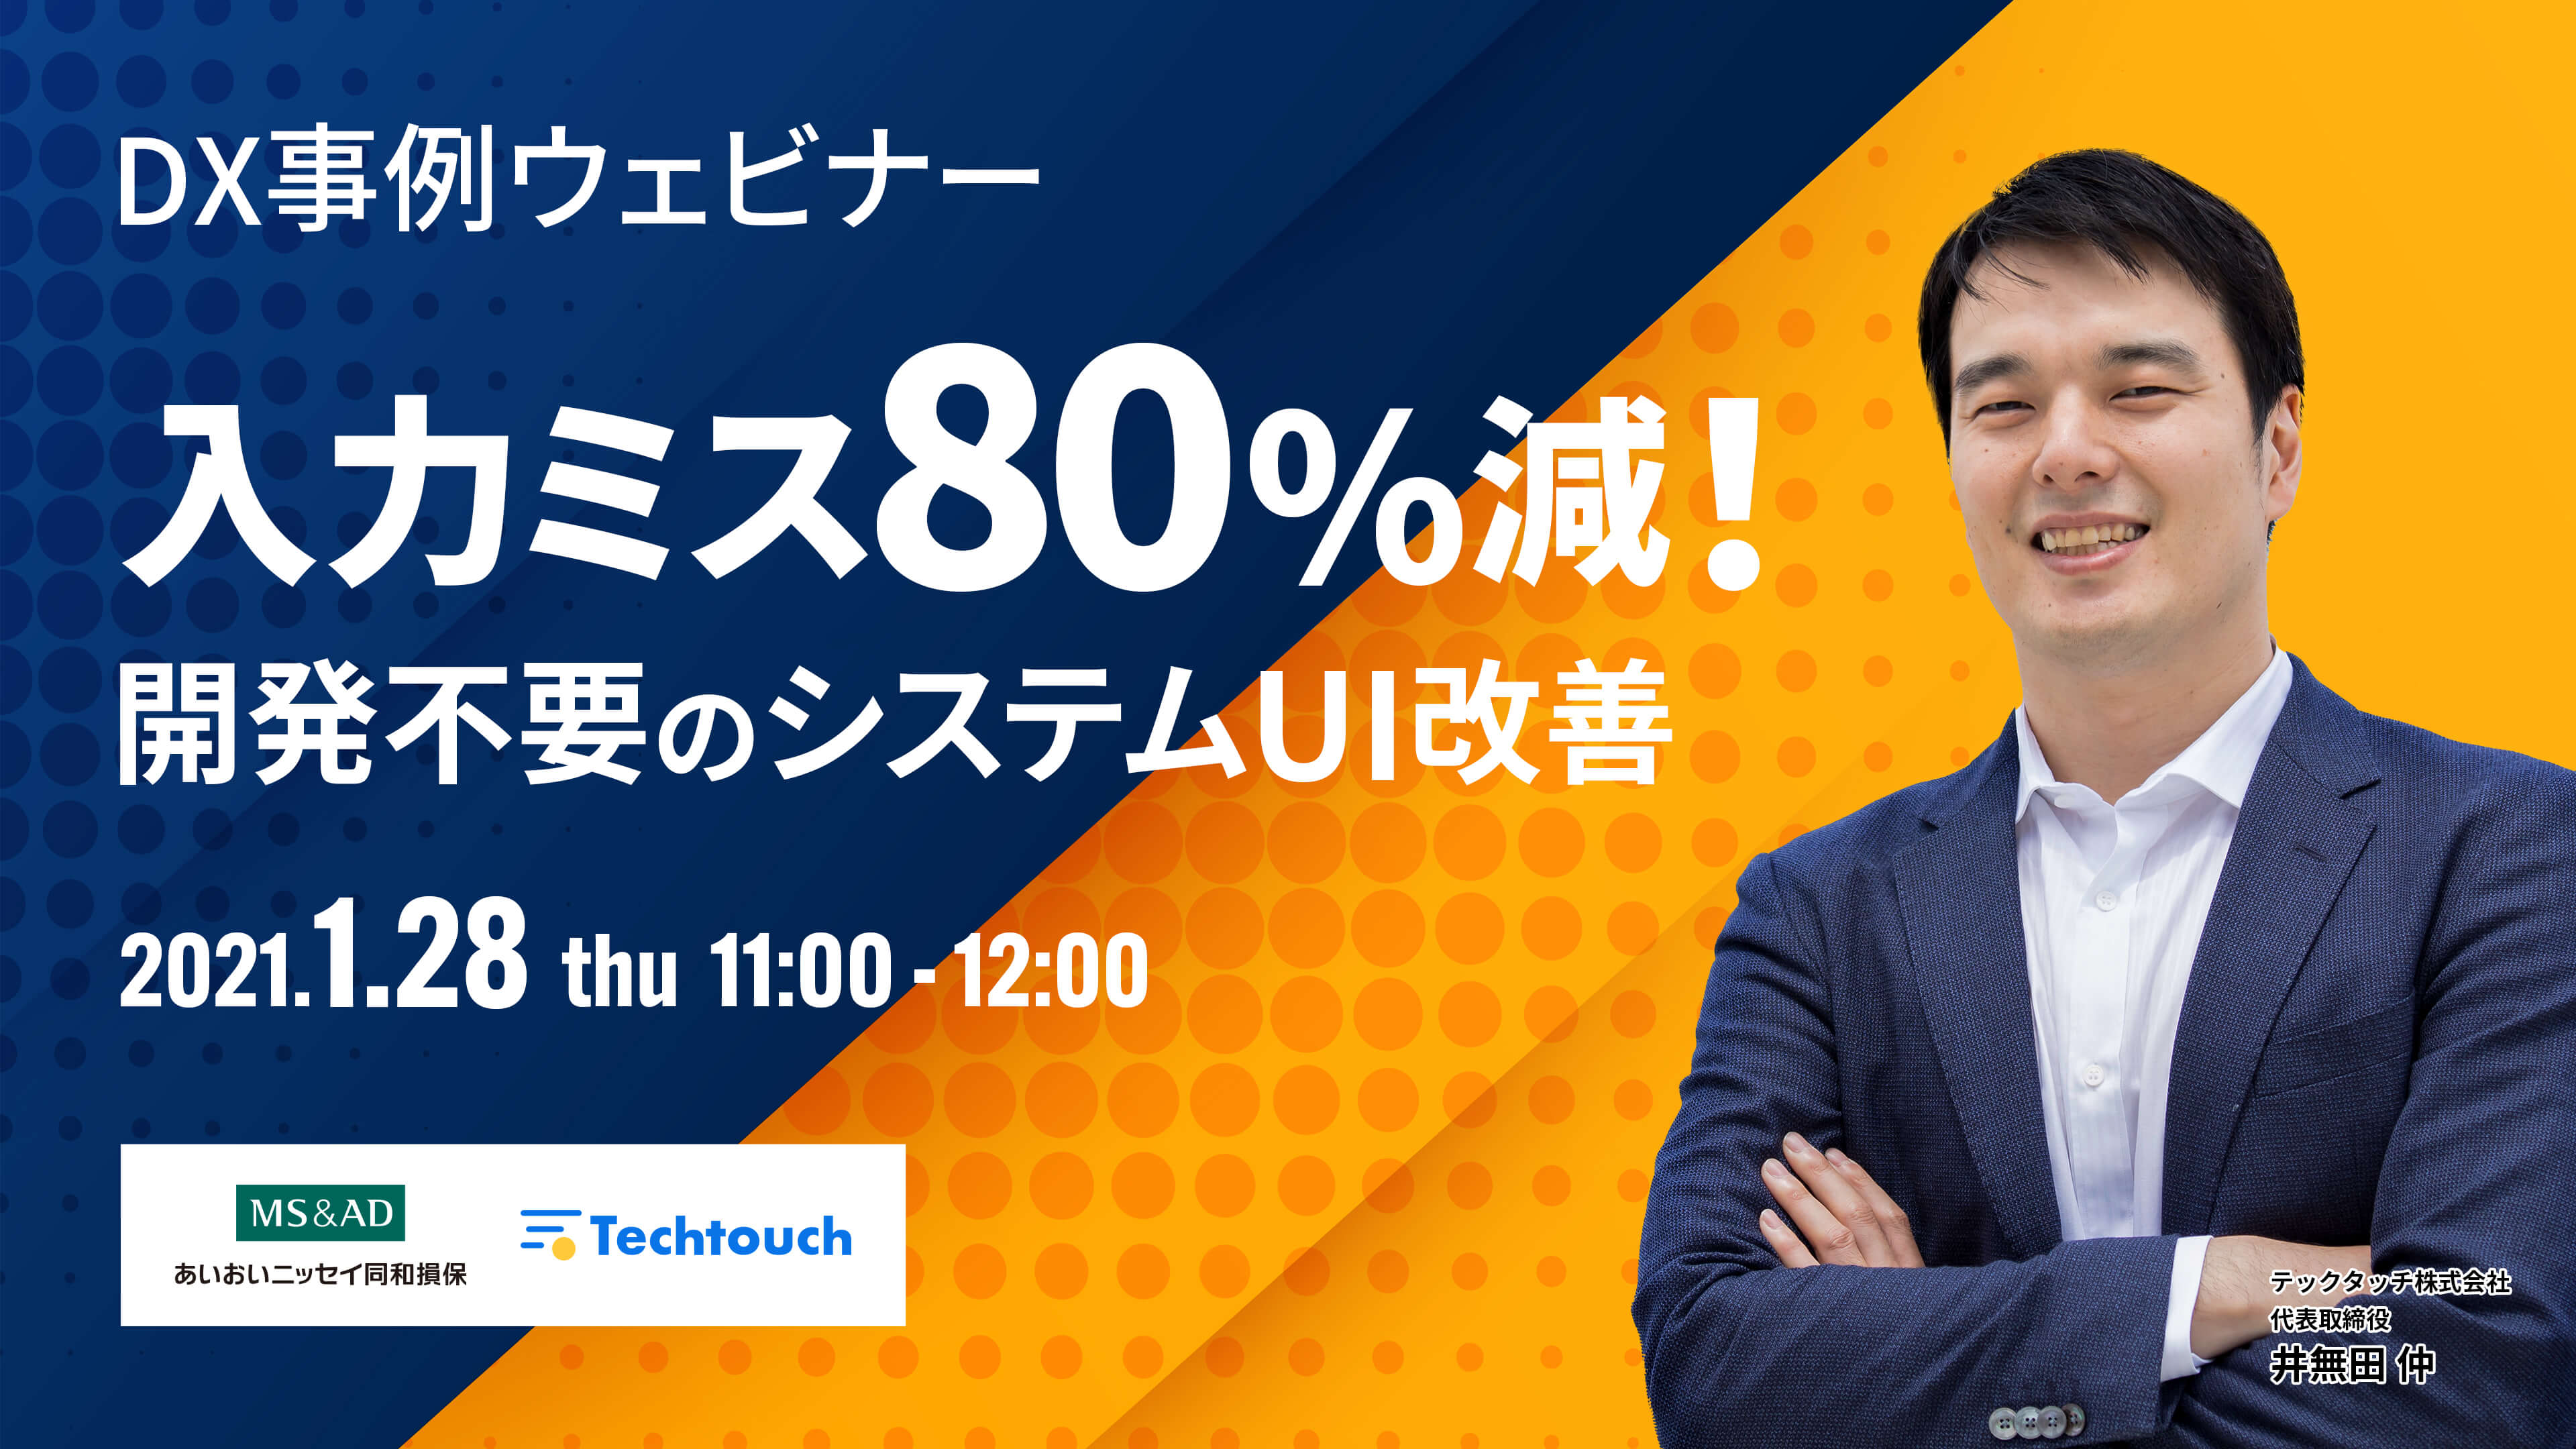 DX事例ウェビナー
入力ミス80%減!
開発不要のシステムUI改善
2021.1.28 thu 11:00 - 12:00
MS&AD
あいおいニッセイ同和損保
Techtouch
テックタッチ株式会社
代表取締役
井無田 仲